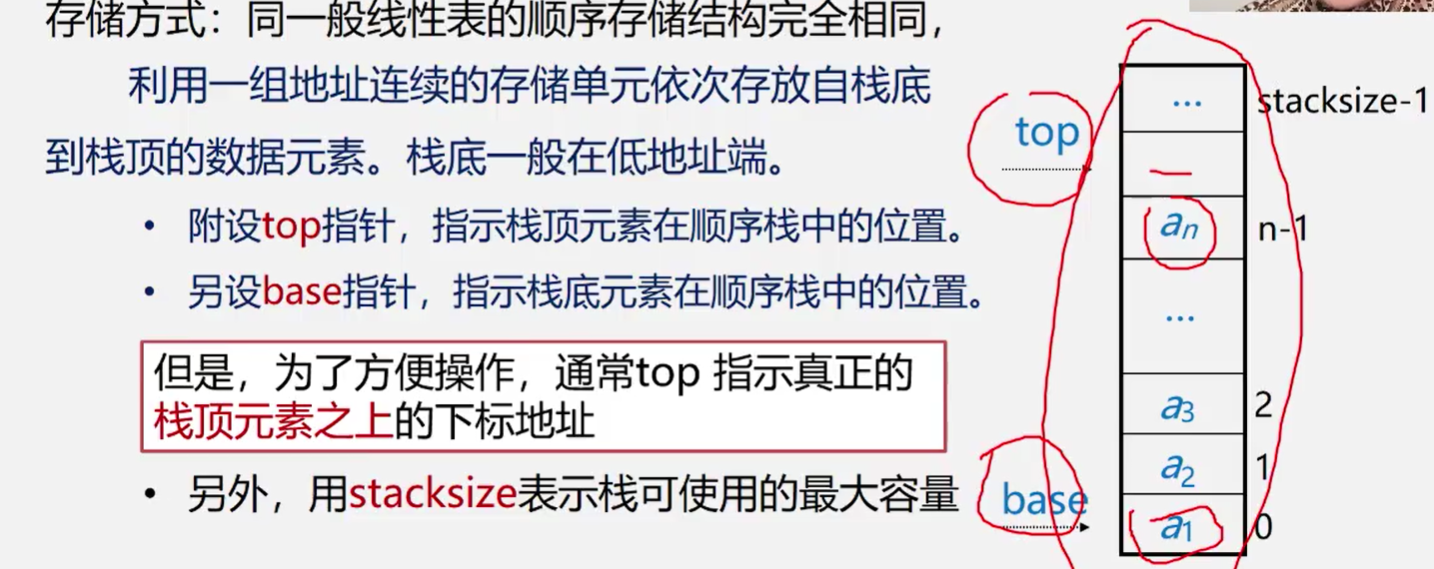 存储方式：同一般线性表的顺序存储结构完全相同，
利用一组地址连续的存储单元依次存放自栈底
到栈顶的数据元素。栈底一般在低地址端。
• 附设top指针，指示栈顶元素在顺序栈中的位置。
• 另设base指针，指示栈底元素在顺序栈中的位置。
但是，为了方便操作，通常top 指示真正的
栈顶元素之上的下标地址
• 另外，用stacksize表示栈可使用的最大容量
... stacksize-1
top
an n-1
...
a3 2
a2 1
base
a1 0